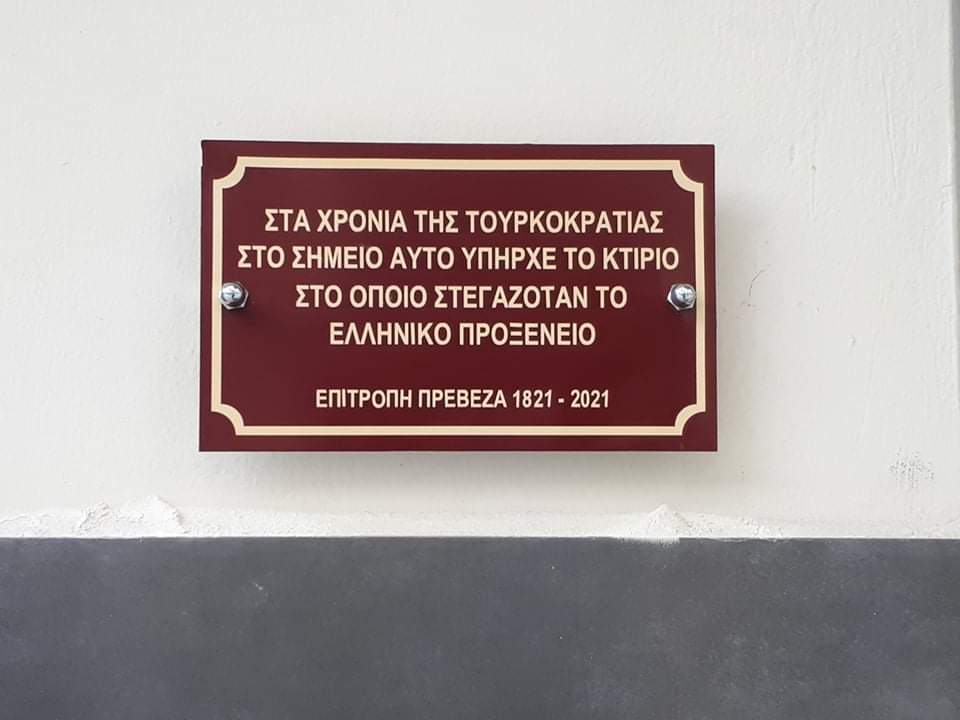 ΣΤΑ ΧΡΟΝΙΑ ΤΗΣ ΤΟΥΡΚΟΚΡΑΤΙΑΣ
ΣΤΟ ΣΗΜΕΙΟ ΑΥΤΟ ΥΠΗΡΧΕ ΤΟ ΚΤΙΡΙΟ
ΣΤΟ ΟΠΟΙΟ ΣΤΕΓΑΖΟΤΑΝ ΤΟ
ΕΛΛΗΝΙΚΟ ΠΡΟΞΕΝΕΙΟ
ΕΠΙΤΡΟΠΗ ΠΡΕΒΕΖΑ 1821 - 2021